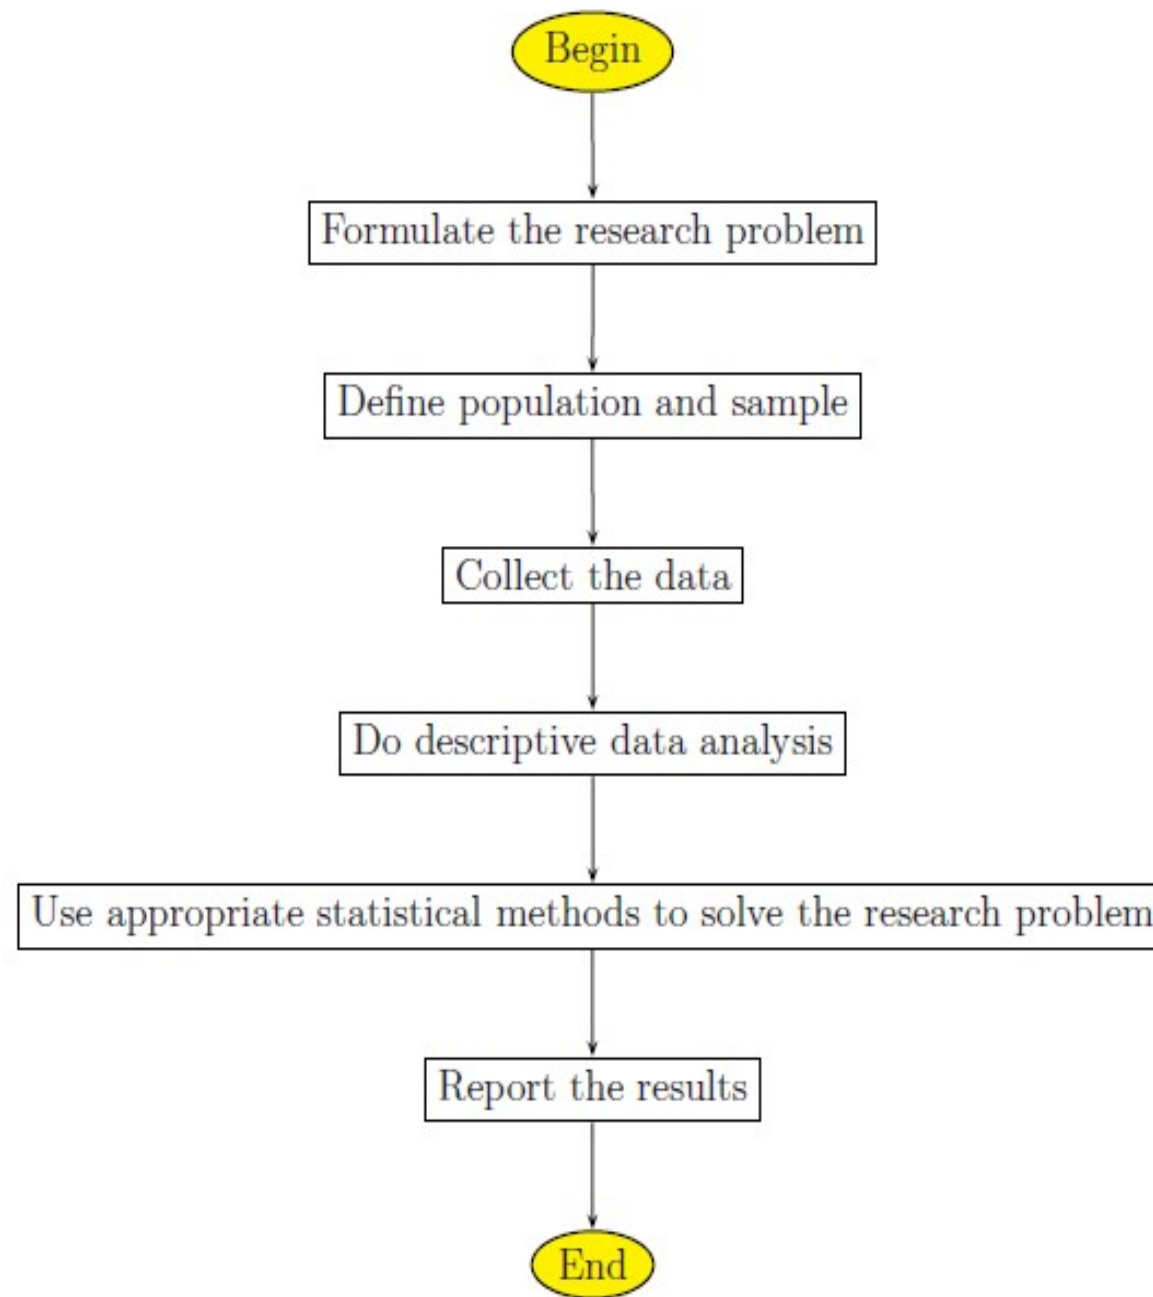 Begin
Formulate the research problem
Define population and sample
Collect the data
Do descriptive data analysis
Use appropriate statistical methods to solve the research problem
Report the results
End